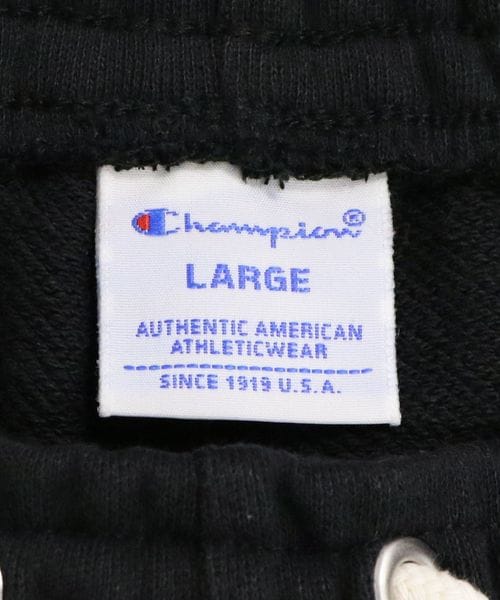 Champion®
LARGE
AUTHENTIC AMERICAN
ATHLETICWEAR
SINCE 1919 U.S.A.